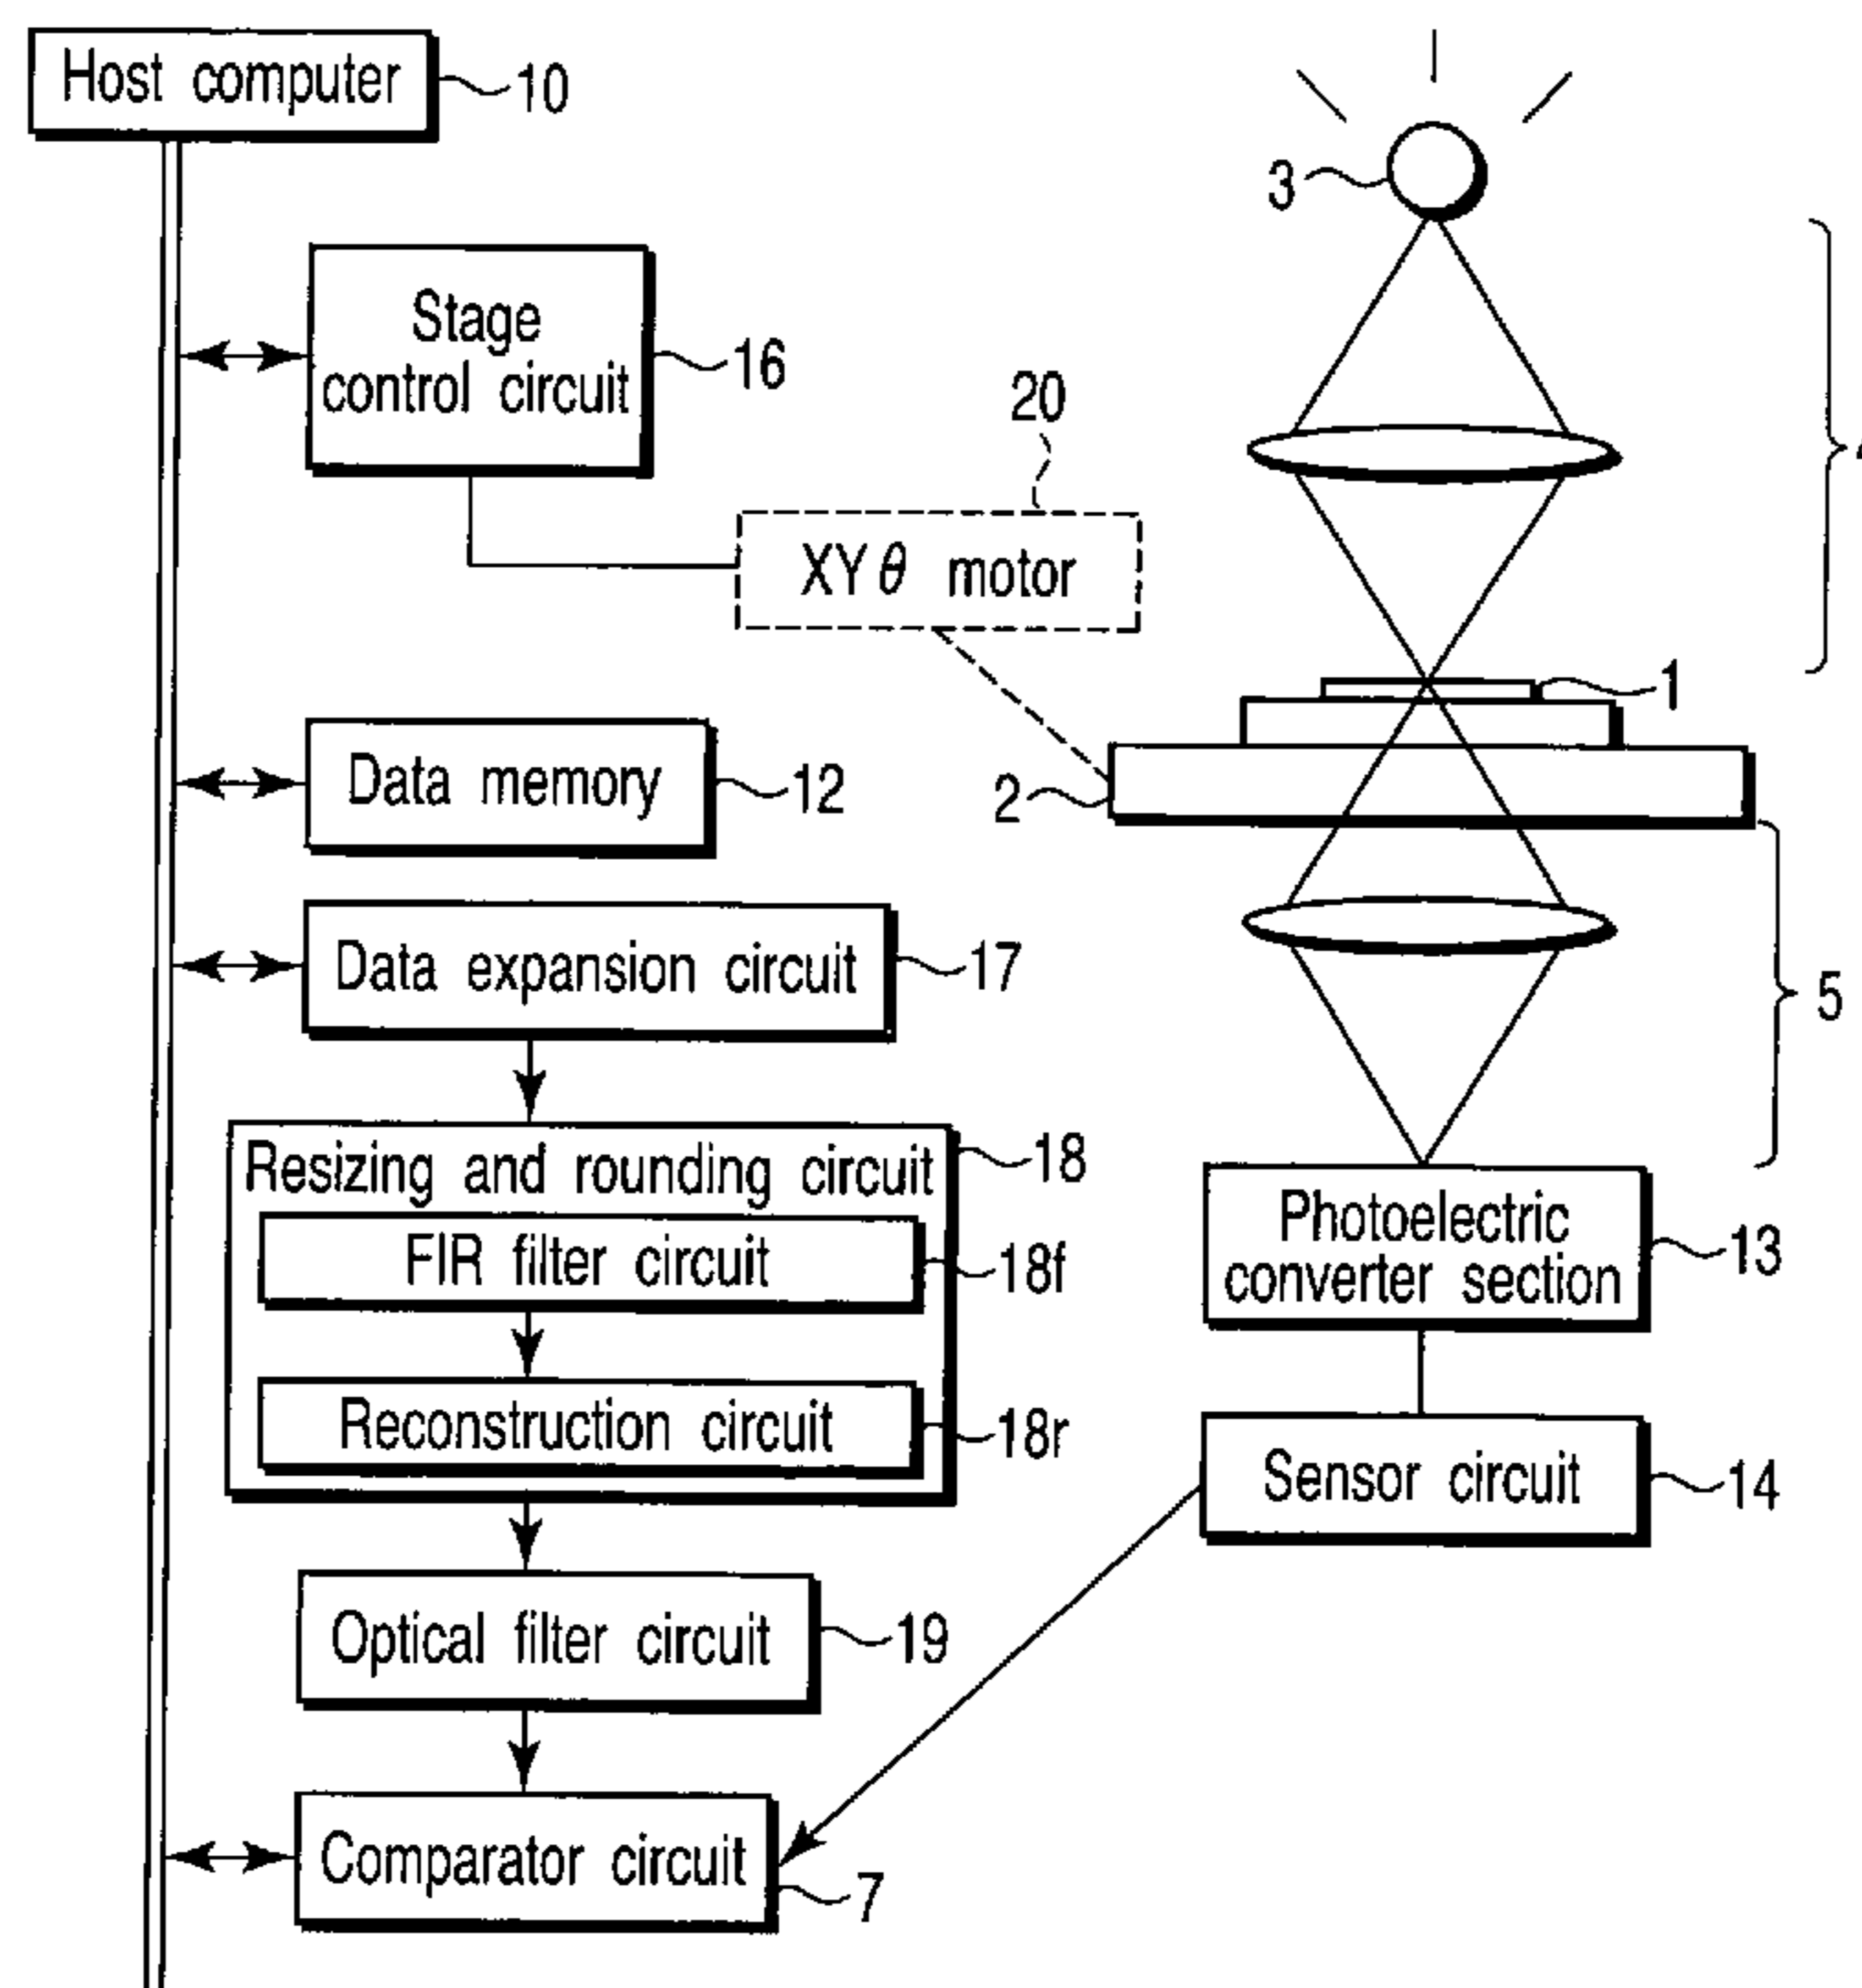 Host computer
10
3
Stage
control circuit
16
20
4
XYθ motor
1
Data memory
12
2
Data expansion circuit
17
5
Resizing and rounding circuit
18
Photoelectric
converter section
13
FIR filter circuit
18f
Reconstruction circuit
18r
Sensor circuit
14
Optical filter circuit
19
Comparator circuit
7